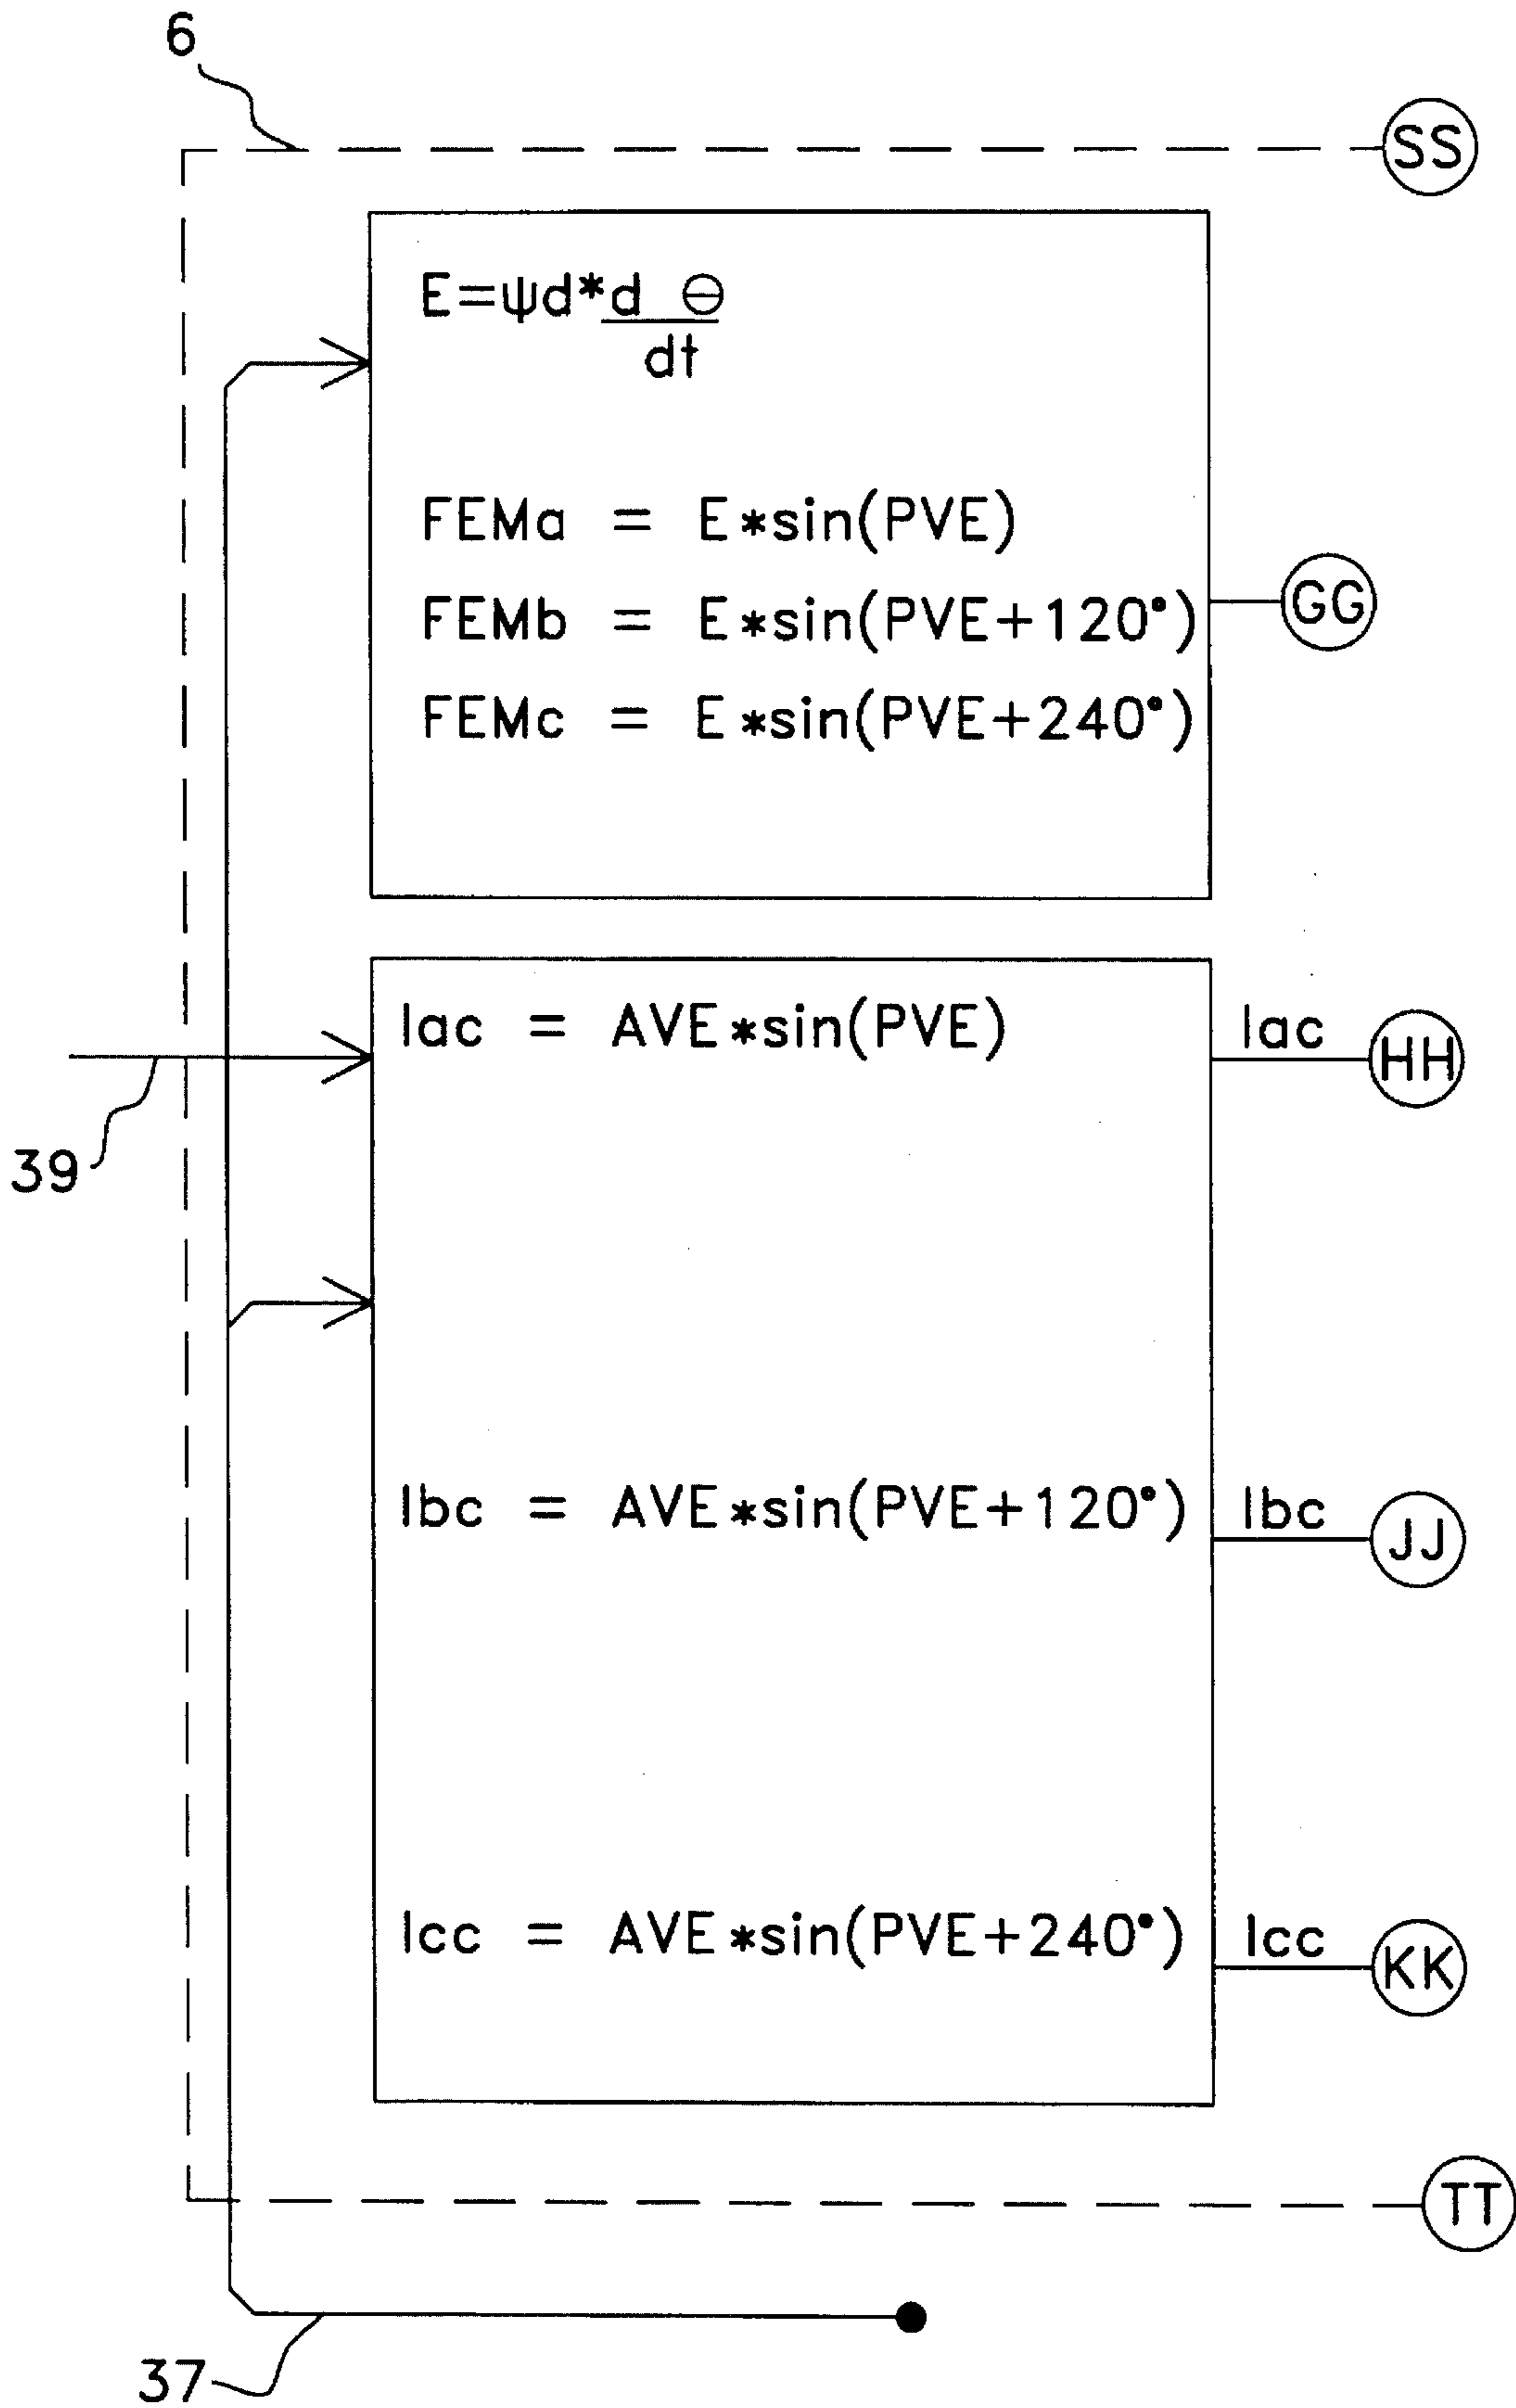 6
SS
E=ψd*d Θ
dt
FEMa = E*sin(PVE)
FEMb = E*sin(PVE+120°)
GG
FEMc = E*sin(PVE+240°)
Iac = AVE*sin(PVE)
Iac
HH
39
Ibc = AVE*sin(PVE+120°)
Ibc
JJ
Icc = AVE*sin(PVE+240°)
Icc
KK
TT
37